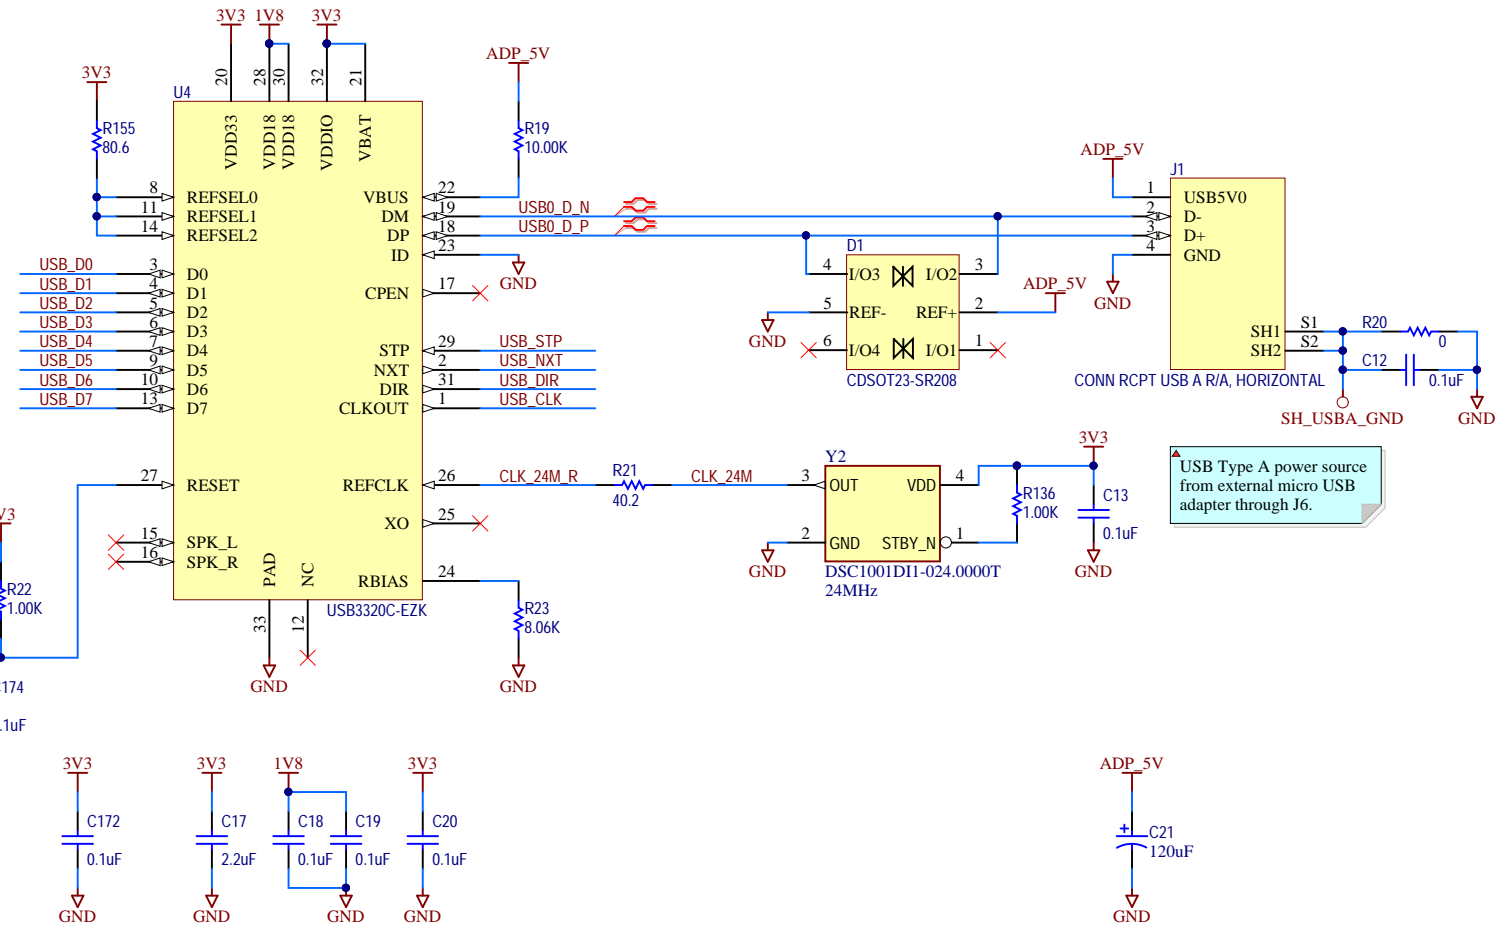 3V3 1V8 3V3
ADP_5V
3V3
20 28 30 32 21
U4
R155
80.6
R19
10.00K
VDD33 VDD18 VDD18 VDDIO VBAT
ADP_5V
J1
8 REFSEL0 VBUS 22
11 REFSEL1 DM 19 USB0_D_N
14 REFSEL2 DP 18 USB0_D_P
ID 23
GND
1 USB5V0
2 D-
3 D+
4 GND
GND
USB_D0 3 D0
USB_D1 4 D1
USB_D2 5 D2
USB_D3 6 D3
USB_D4 7 D4
USB_D5 9 D5
USB_D6 10 D6
USB_D7 13 D7
CPEN 17
STP 29 USB_STP
NXT 2 USB_NXT
DIR 31 USB_DIR
CLKOUT 1 USB_CLK
D1
4 I/O3 I/O2 3
5 REF- REF+ 2
6 I/O4 I/O1 1
CDSOT23-SR208
GND
ADP_5V
SH1 S1
SH2 S2
CONN RCPT USB A R/A, HORIZONTAL
R20
0
C12
0.1uF
SH_USBA_GND
GND
27 RESET
REFCLK 26 CLK_24M_R
R21
40.2
CLK_24M
XO 25
15 SPK_L
16 SPK_R
PAD NC
RBIAS 24
33 12
USB3320C-EZK
GND
R23
8.06K
GND
Y2
3 OUT VDD 4
2 GND STBY_N 1
DSC1001DI1-024.0000T
24MHz
GND
3V3
R136
1.00K
C13
0.1uF
GND
USB Type A power source
from external micro USB
adapter through J6.
V3
R22
1.00K
174
.1uF
3V3
C172
0.1uF
GND
3V3
C17
2.2uF
GND
1V8
C18
0.1uF
C19
0.1uF
GND
3V3
C20
0.1uF
GND
ADP_5V
+
C21
120uF
GND